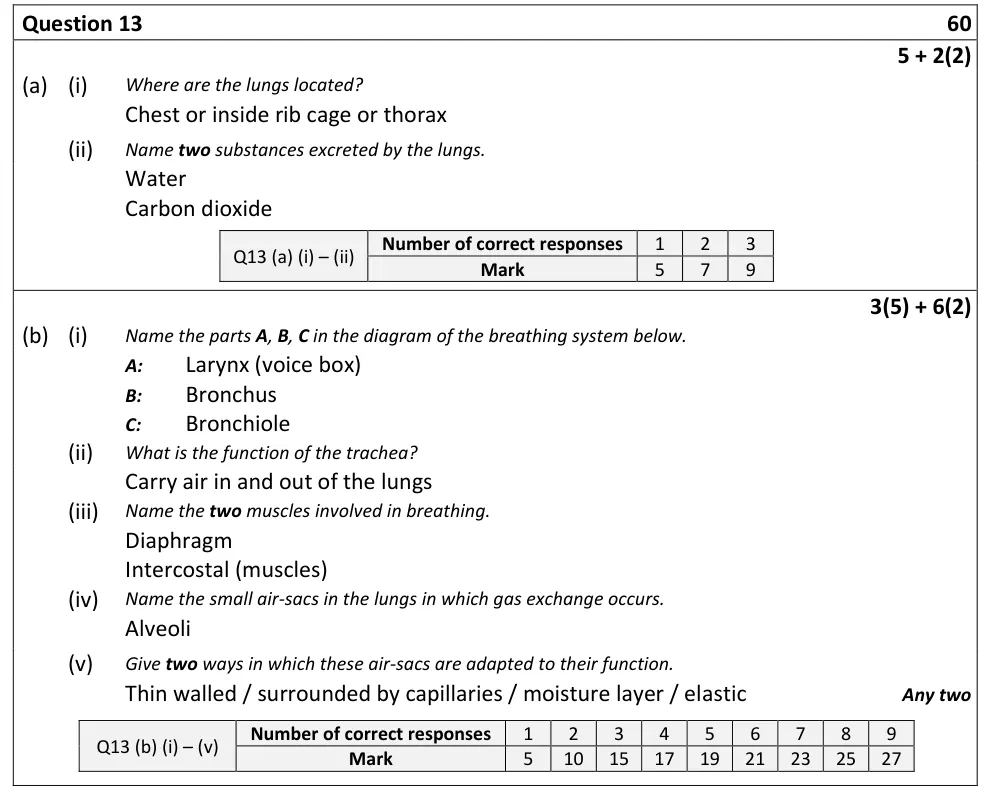 Question 13 60
5 + 2(2)
(a) (i) Where are the lungs located?
Chest or inside rib cage or thorax
(ii) Name two substances excreted by the lungs.
Water
Carbon dioxide
Q13 (a) (i) – (ii) Number of correct responses 1 2 3
Mark 5 7 9
3(5) + 6(2)
(b) (i) Name the parts A, B, C in the diagram of the breathing system below.
A: Larynx (voice box)
B: Bronchus
C: Bronchiole
(ii) What is the function of the trachea?
Carry air in and out of the lungs
(iii) Name the two muscles involved in breathing.
Diaphragm
Intercostal (muscles)
(iv) Name the small air-sacs in the lungs in which gas exchange occurs.
Alveoli
(v) Give two ways in which these air-sacs are adapted to their function.
Thin walled / surrounded by capillaries / moisture layer / elastic Any two
Q13 (b) (i) – (v) Number of correct responses 1 2 3 4 5 6 7 8 9
Mark 5 10 15 17 19 21 23 25 27